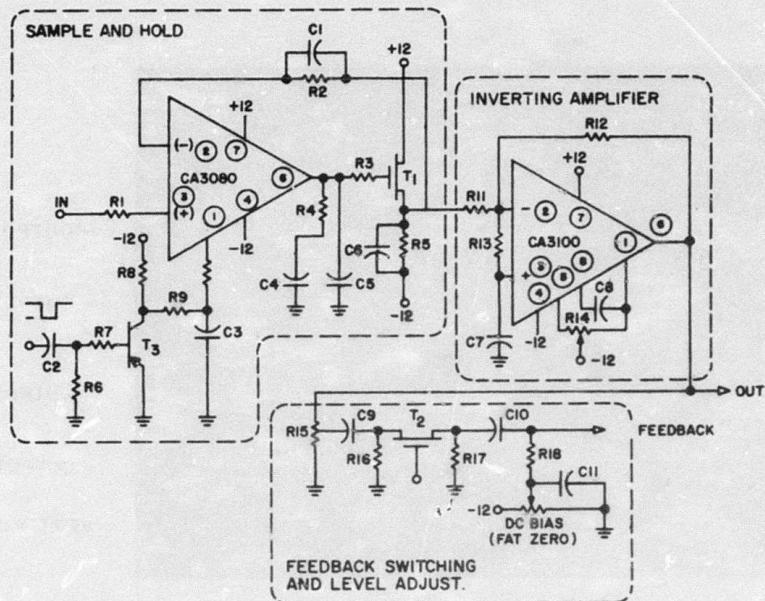 SAMPLE AND HOLD
C1
R2
+12
+12
(-) 2 7
CA3080
6
3
(+) 1 4
-12
IN
R1
-12
R8
R9
R7
C2
R6
T3
C3
R3
T1
R4
C4
C5
C6
R5
-12
INVERTING AMPLIFIER
R12
+12
R11
R13
- 2 7
CA3100
6
1
+
4
-12
C8
R14
-12
C7
OUT
R15
C9
T2
C10
R16
R17
R18
FEEDBACK
C11
-12
DC BIAS
(FAT ZERO)
FEEDBACK SWITCHING
AND LEVEL ADJUST.